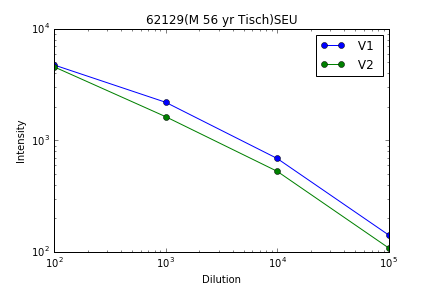 62129(M 56 yr Tisch)SEU
10^4
V1
V2
10^3
Intensity
10^2
10^2 10^3 10^4 10^5
Dilution